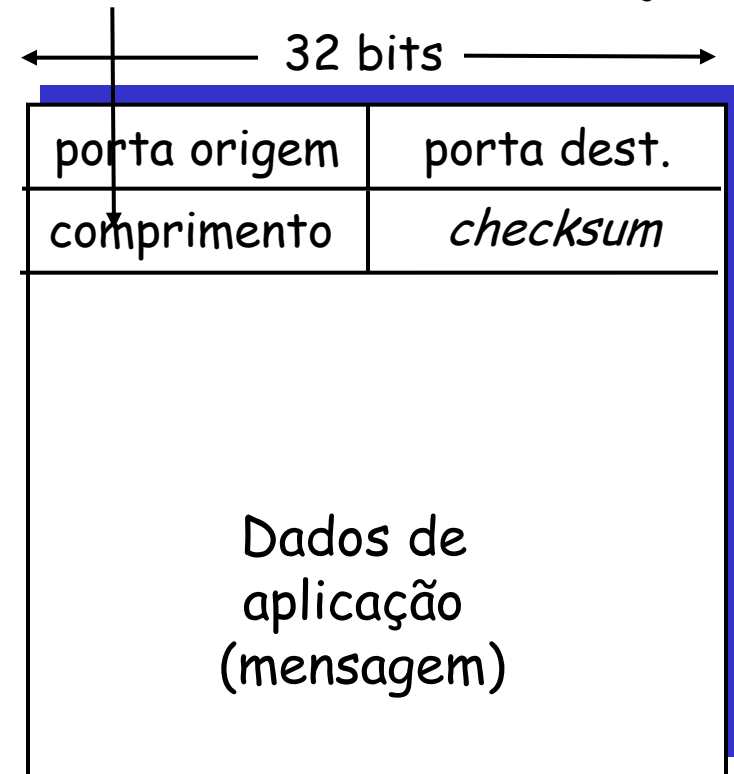 32 bits
porta origem
porta dest.
comprimento
checksum
Dados de
aplicação
(mensagem)